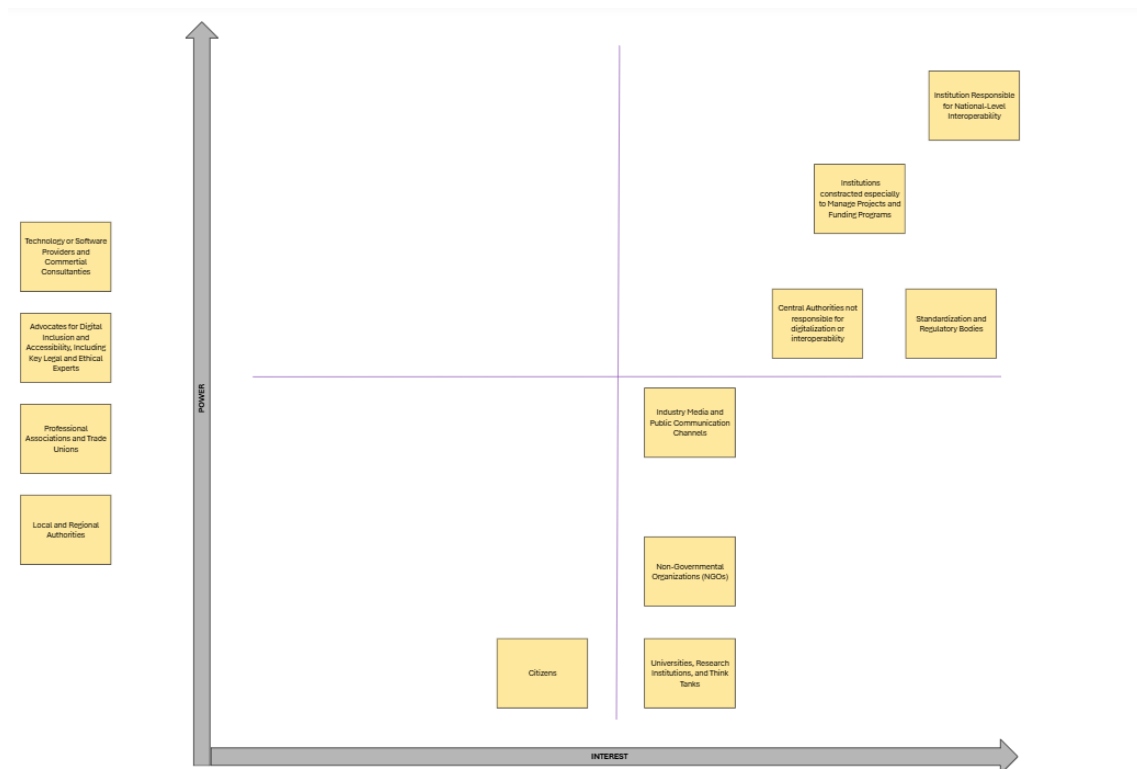 Institution Responsible
for National-Level
Interoperability
Institutions
constracted especially
to Manage Projects and
Funding Programs
Technology or Software
Providers and
Commertial
Consultanties
Central Authorities not
responsible for
digitalization or
interoperability
Standardization and
Regulatory Bodies
Advocates for Digital
Inclusion and
Accessibility, Including
Key Legal and Ethical
Experts
POWER
Industry Media and
Public Communication
Channels
Professional
Associations and Trade
Unions
Local and Regional
Authorities
Non-Governmental
Organizations (NGOs)
Citizens
Universities, Research
Institutions, and Think
Tanks
INTEREST